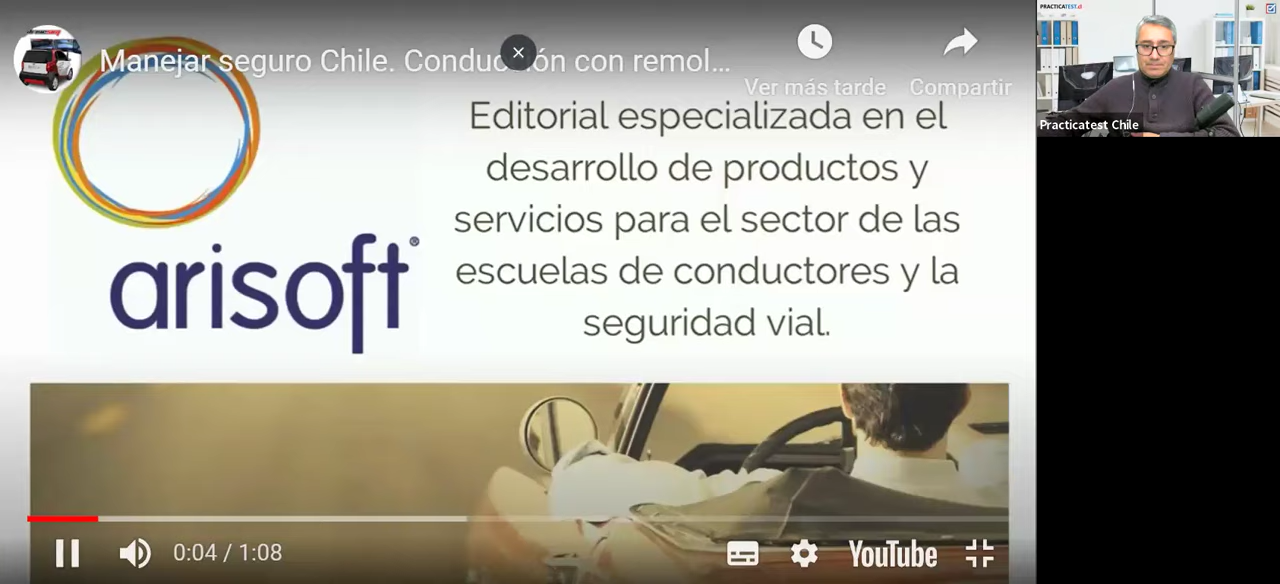 Manejar seguro Chile. Conducción con remol...
Ver más tarde
Compartir
Editorial especializada en el
desarrollo de productos y
servicios para el sector de las
escuelas de conductores y la
seguridad vial.
arisoft®
0:04 / 1:08
YouTube
PRACTICATEST.cl
Practicatest Chile